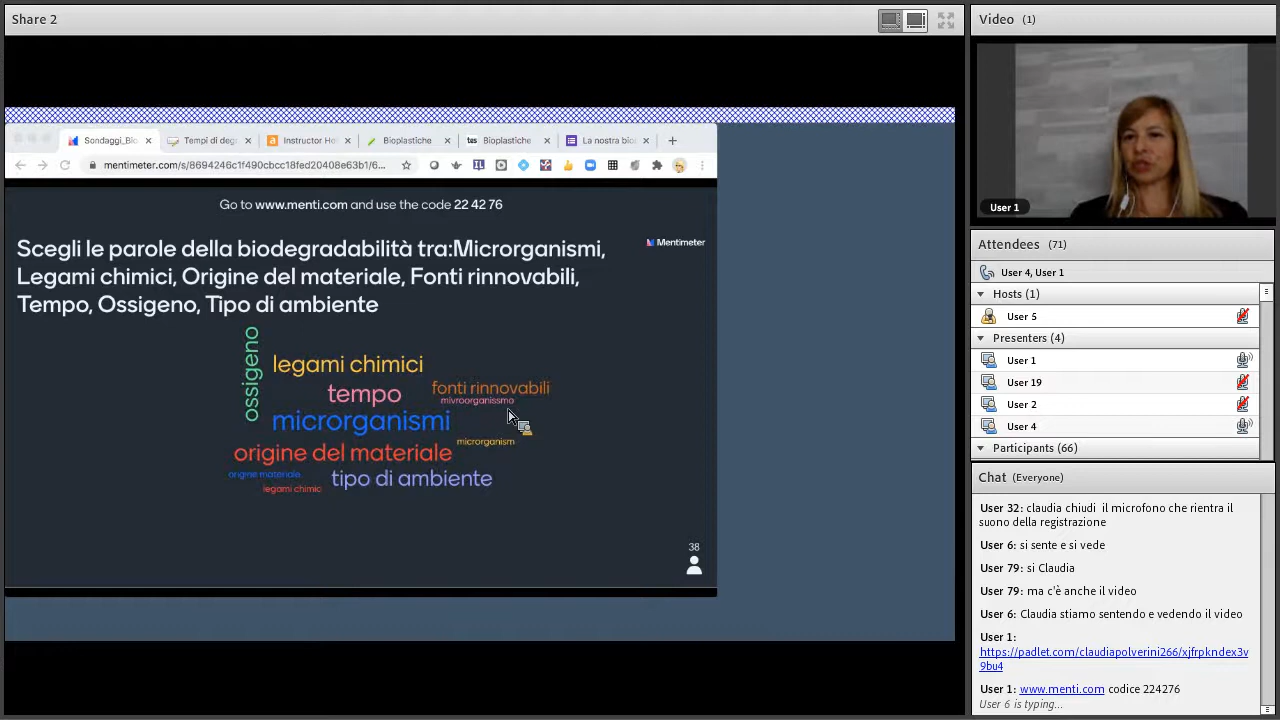 Share 2
Sondaggi_Bio
Tempi di deg
Instructor Ho
Bioplastiche
tes
Bioplastiche
La nostra bio
mentimeter.com/s/8694246c1f490cbcc18fed20408e63b1/6...
Go to www.menti.com and use the code 22 42 76
Scegli le parole della biodegradabilità tra:Microrganismi,
Legami chimici, Origine del materiale, Fonti rinnovabili,
Tempo, Ossigeno, Tipo di ambiente
Mentimeter
ossigeno
legami chimici
tempo
fonti rinnovabili
mivroorganissmo
microrganismi
microrganism
origine del materiale
origine materiale
tipo di ambiente
legami chimic
38
Video (1)
User 1
Attendees (71)
User 4, User 1
Hosts (1)
User 5
Presenters (4)
User 1
User 19
User 2
User 4
Participants (66)
Chat (Everyone)
User 32: claudia chiudi il microfono che rientra il
suono della registrazione
User 6: si sente e si vede
User 79: si Claudia
User 79: ma c'è anche il video
User 6: Claudia stiamo sentendo e vedendo il video
User 1:
https://padlet.com/claudiapolverini266/xjfrpkndex3v
9bu4
User 1: www.menti.com codice 224276
User 6 is typing...